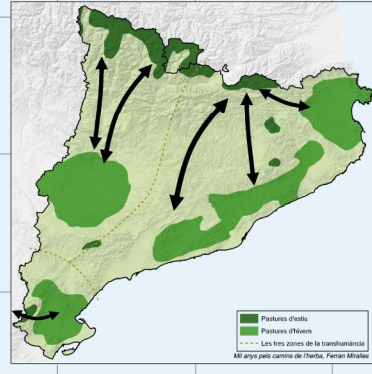 Pastures d'estiu
Pastures d'hivern
Les tres zones de la transhumància
Mil anys pels camins de l'herba, Ferran Miralles